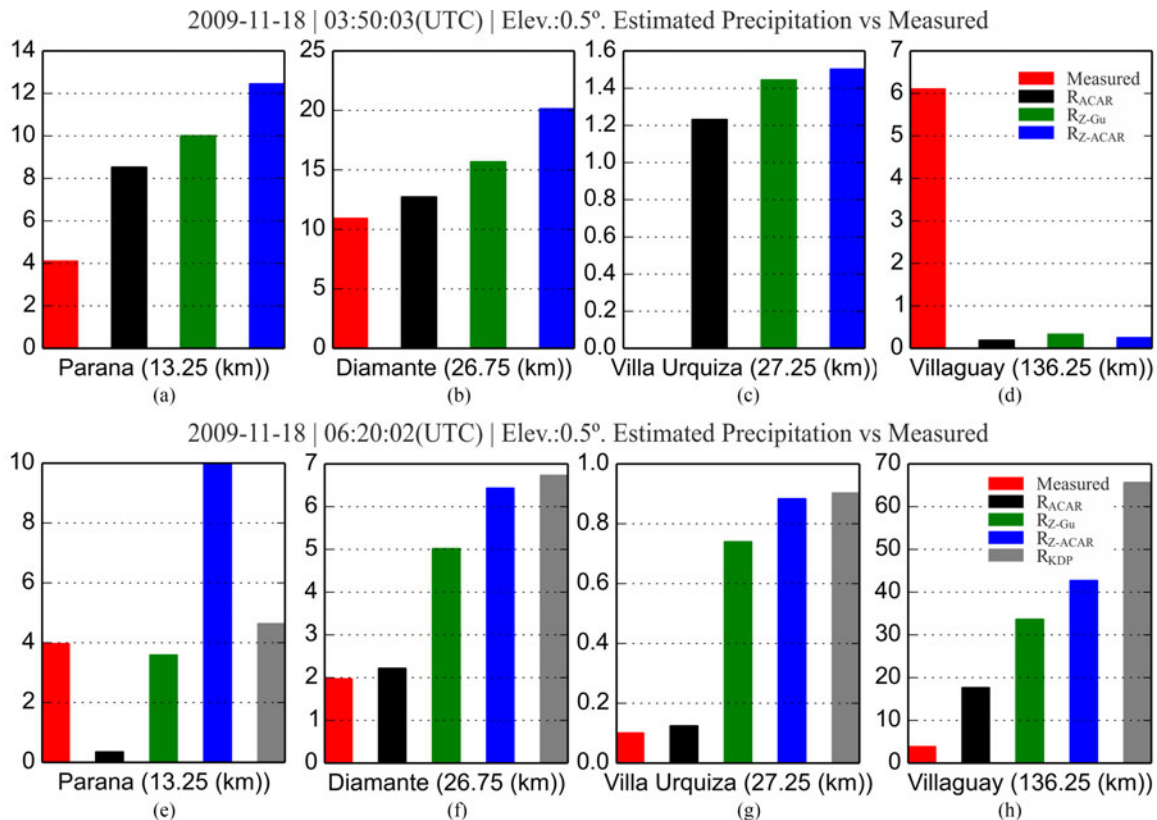 2009-11-18 | 03:50:03(UTC) | Elev.:0.5º. Estimated Precipitation vs Measured
14
12
10
8
6
4
2
0
Parana (13.25 (km))
(a)
25
20
15
10
5
0
Diamante (26.75 (km))
(b)
1.6
1.4
1.2
1.0
0.8
0.6
0.4
0.2
0.0
Villa Urquiza (27.25 (km))
(c)
7
6
5
4
3
2
1
0
Measured
R_ACAR
R_Z-Gu
R_Z-ACAR
Villaguay (136.25 (km))
(d)
2009-11-18 | 06:20:02(UTC) | Elev.:0.5º. Estimated Precipitation vs Measured
10
8
6
4
2
0
Parana (13.25 (km))
(e)
7
6
5
4
3
2
1
0
Diamante (26.75 (km))
(f)
1.0
0.8
0.6
0.4
0.2
0.0
Villa Urquiza (27.25 (km))
(g)
70
60
50
40
30
20
10
0
Measured
R_ACAR
R_Z-Gu
R_Z-ACAR
R_KDP
Villaguay (136.25 (km))
(h)